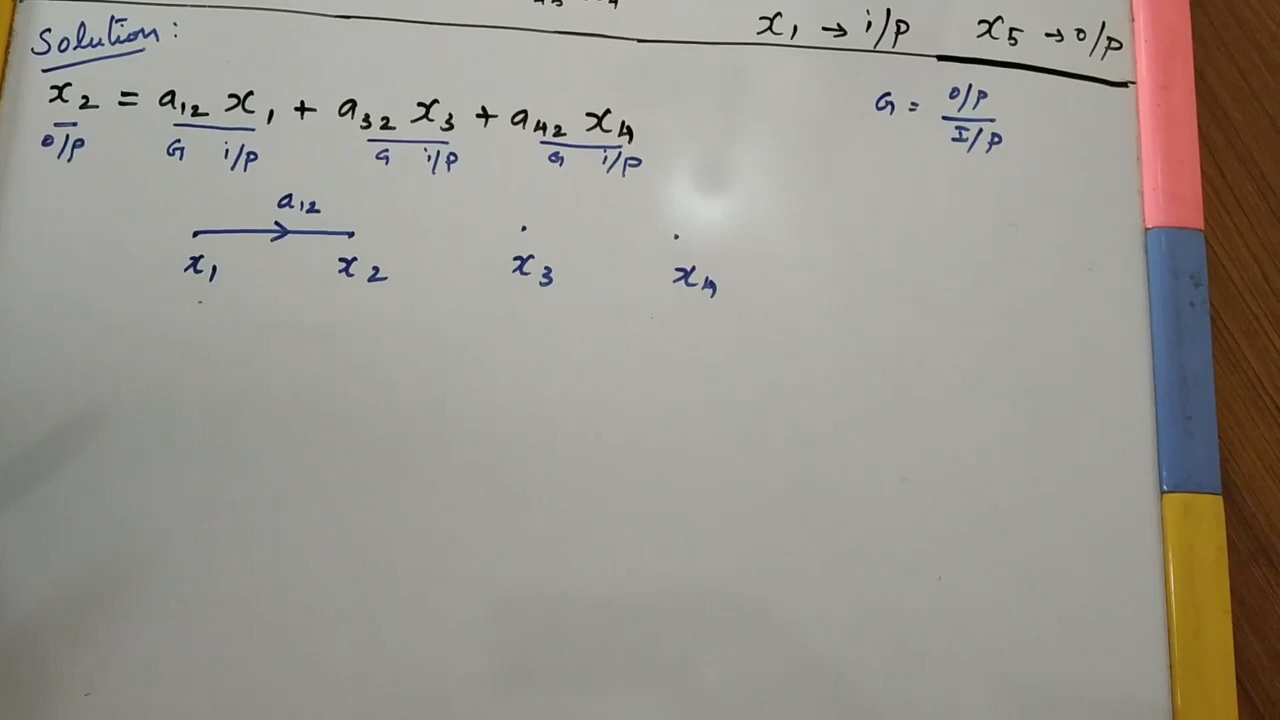 x₁ → i/p x₅ → o/p
Solution:
x₂ = a₁₂ x₁ + a₃₂ x₃ + a₄₂ x₄
o/p G i/p G i/p G i/p
G = o/p / I/p
a₁₂
x₁ x₂ x₃ x₄